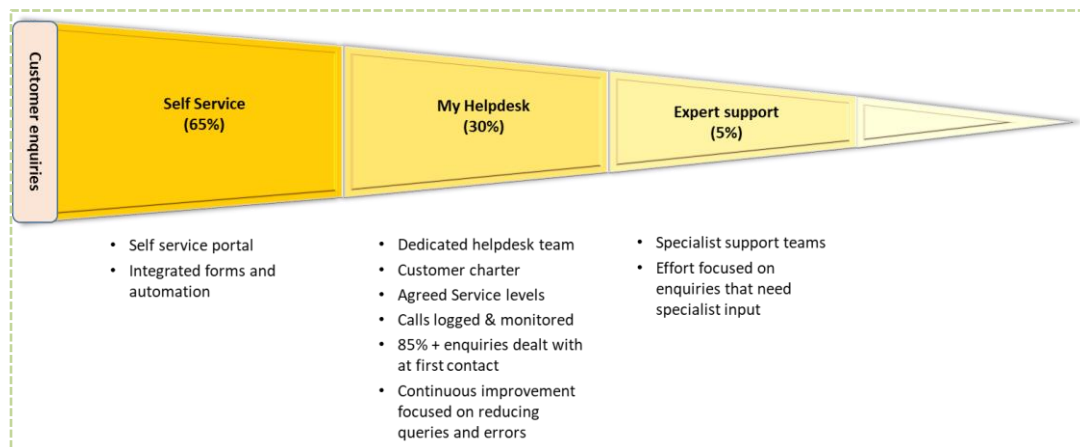 Customer enquiries
Self Service
(65%)
My Helpdesk
(30%)
Expert support
(5%)
• Self service portal
• Integrated forms and
automation
• Dedicated helpdesk team
• Customer charter
• Agreed Service levels
• Calls logged & monitored
• 85% + enquiries dealt with
at first contact
• Continuous improvement
focused on reducing
queries and errors
• Specialist support teams
• Effort focused on
enquiries that need
specialist input